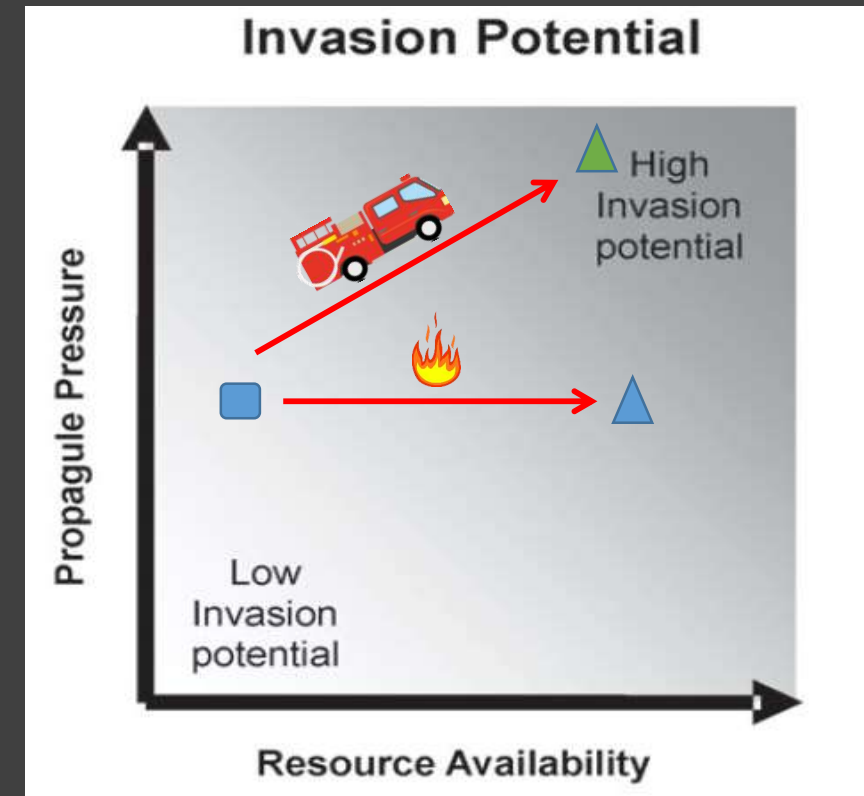 Invasion Potential
High
Invasion
potential
Propagule Pressure
Low
Invasion
potential
Resource Availability